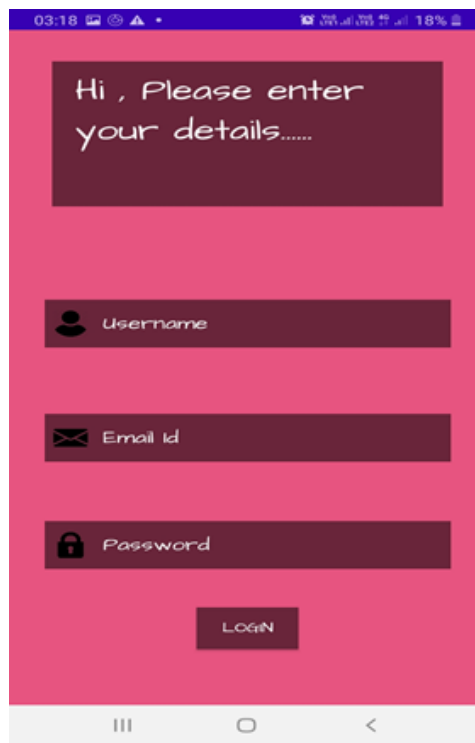 03:18 18%
Hi , Please enter
your details......
Username
Email Id
Password
LOGIN